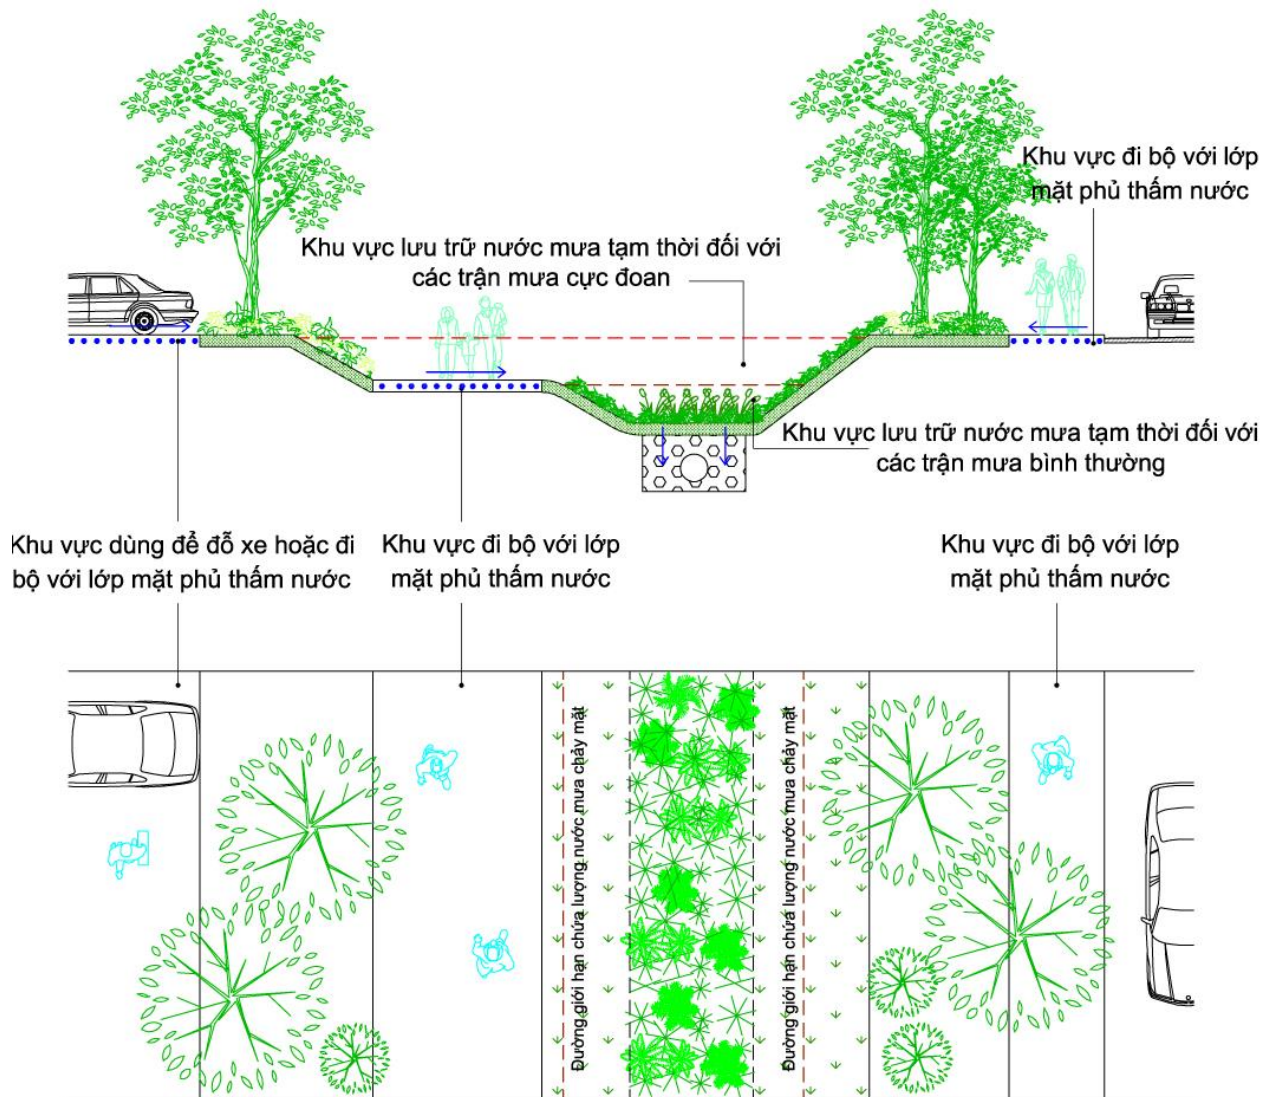 Khu vực đi bộ với lớp
mặt phủ thấm nước
Khu vực lưu trữ nước mưa tạm thời đối với
các trận mưa cực đoan
Khu vực lưu trữ nước mưa tạm thời đối với
các trận mưa bình thường
Khu vực dùng để đỗ xe hoặc đi
bộ với lớp mặt phủ thấm nước
Khu vực đi bộ với lớp
mặt phủ thấm nước
Khu vực đi bộ với lớp
mặt phủ thấm nước
Đường giới hạn chứa lượng nước mưa chảy mặt
Đường giới hạn chứa lượng nước mưa chảy mặt